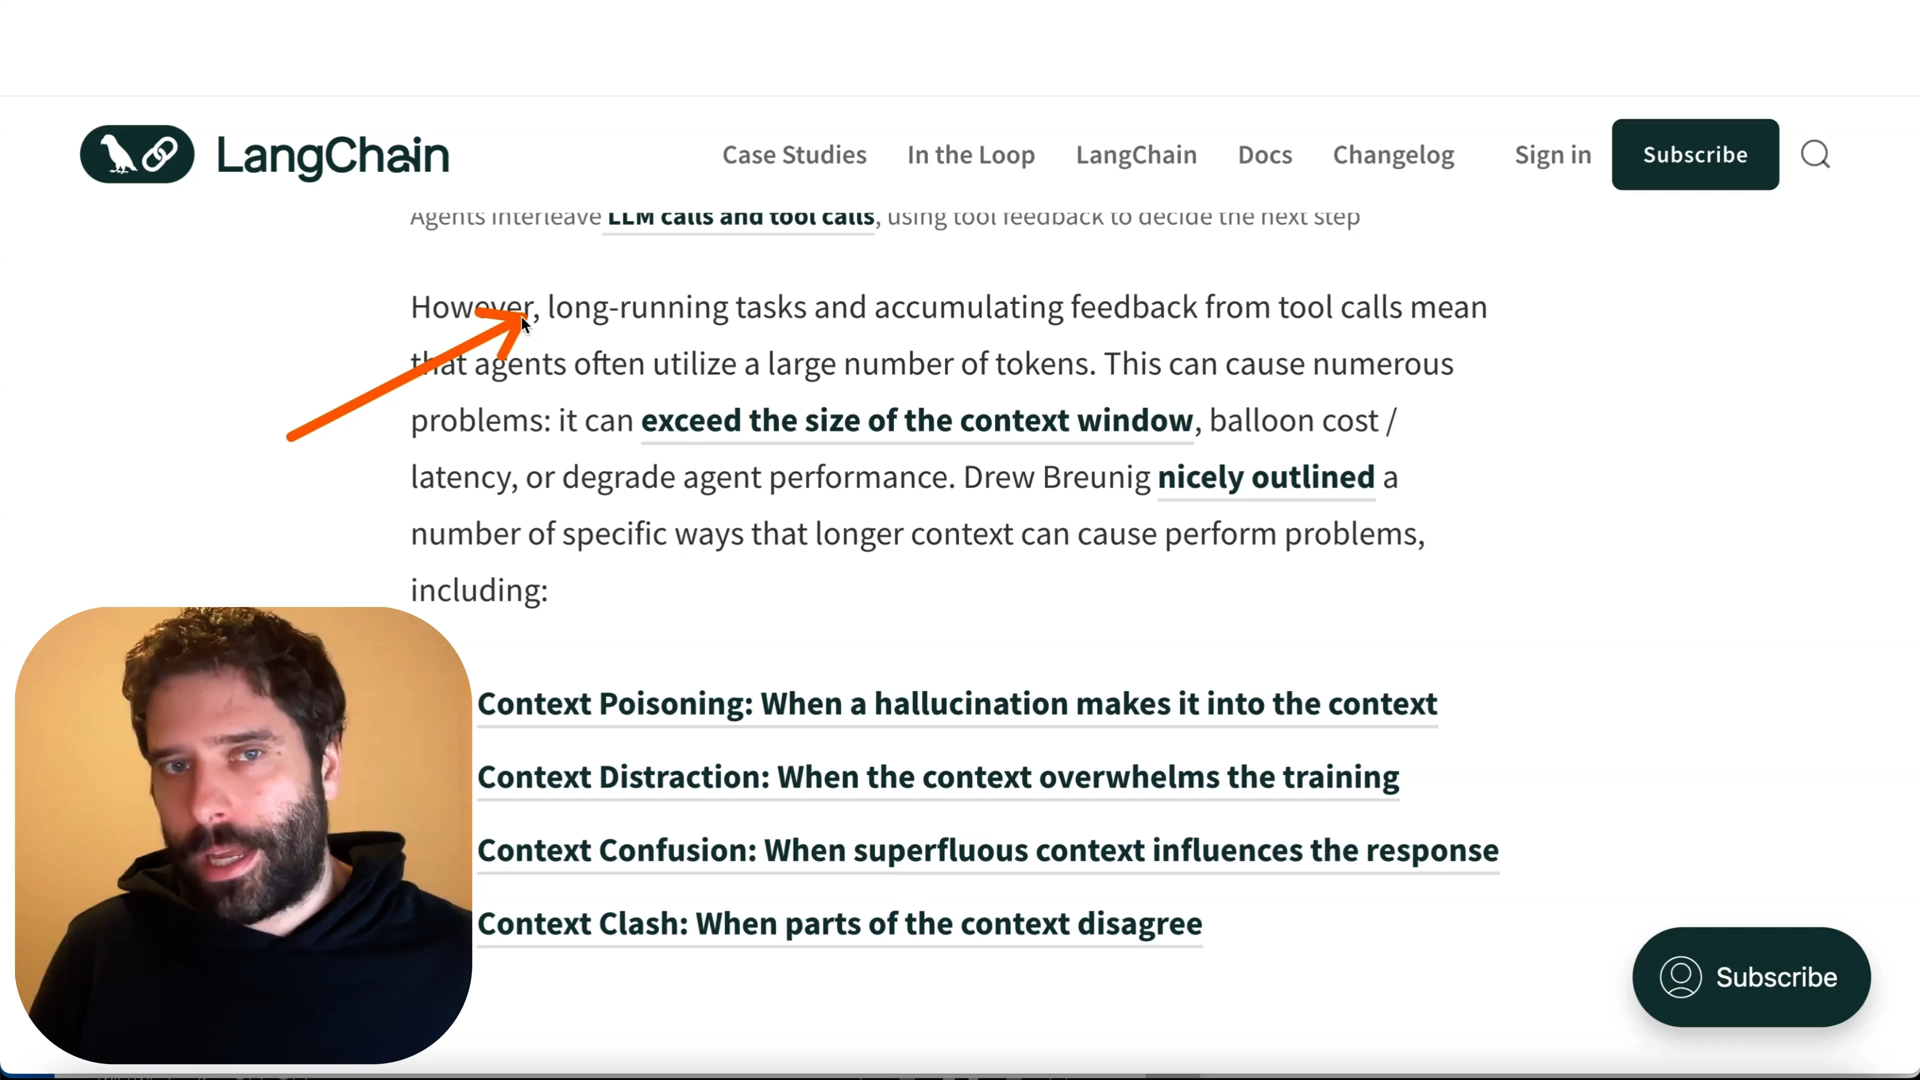 LangChain
Case Studies
In the Loop
LangChain
Docs
Changelog
Sign in
Subscribe
Agents interleave LLM calls and tool calls, using tool feedback to decide the next step
However, long-running tasks and accumulating feedback from tool calls mean
that agents often utilize a large number of tokens. This can cause numerous
problems: it can exceed the size of the context window, balloon cost /
latency, or degrade agent performance. Drew Breunig nicely outlined a
number of specific ways that longer context can cause perform problems,
including:
Context Poisoning: When a hallucination makes it into the context
Context Distraction: When the context overwhelms the training
Context Confusion: When superfluous context influences the response
Context Clash: When parts of the context disagree
Subscribe